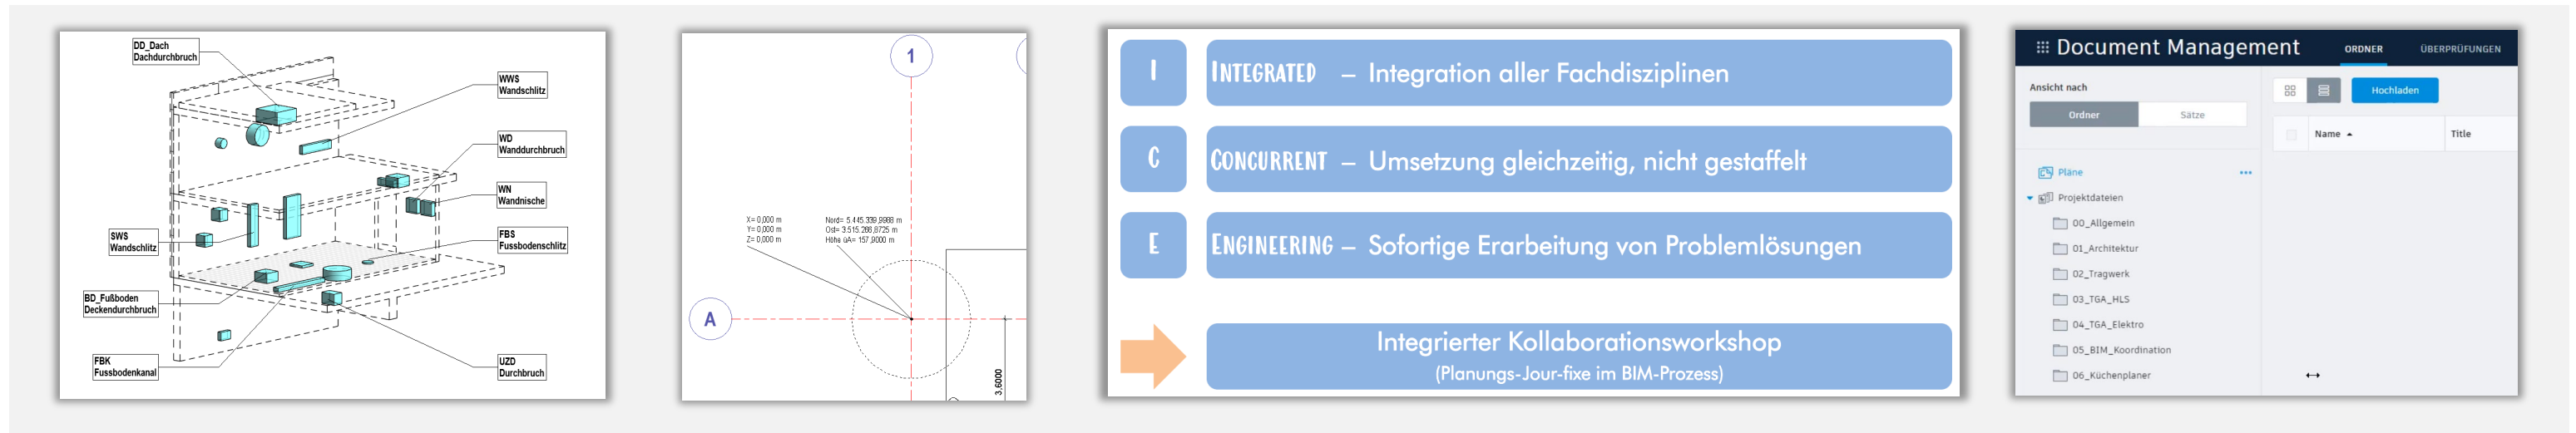 DD_Dach
Dachdurchbruch
WWS
Wandschlitz
WD
Wanddurchbruch
WN
Wandnische
SWS
Wandschlitz
FBS
Fussbodenschlitz
BD_Fußboden
Deckendurchbruch
FBK
Fussbodenkanal
UZD
Durchbruch
1
X= 0,000 m
Y= 0,000 m
Z= 0,000 m
Nord= 5.445.339,9988 m
Ost= 3.515.266,8725 m
Höhe üA= 157,9000 m
A
3.6000
I INTEGRATED – Integration aller Fachdisziplinen
C CONCURRENT – Umsetzung gleichzeitig, nicht gestaffelt
E ENGINEERING – Sofortige Erarbeitung von Problemlösungen
Integrierter Kollaborationsworkshop
(Planungs-Jour-fixe im BIM-Prozess)
Document Management ORDNER ÜBERPRÜFUNGEN
Ansicht nach
Ordner Sätze
Hochladen
Name Title
Pläne
Projektdateien
00_Allgemein
01_Architektur
02_Tragwerk
03_TGA_HLS
04_TGA_Elektro
05_BIM_Koordination
06_Küchenplaner